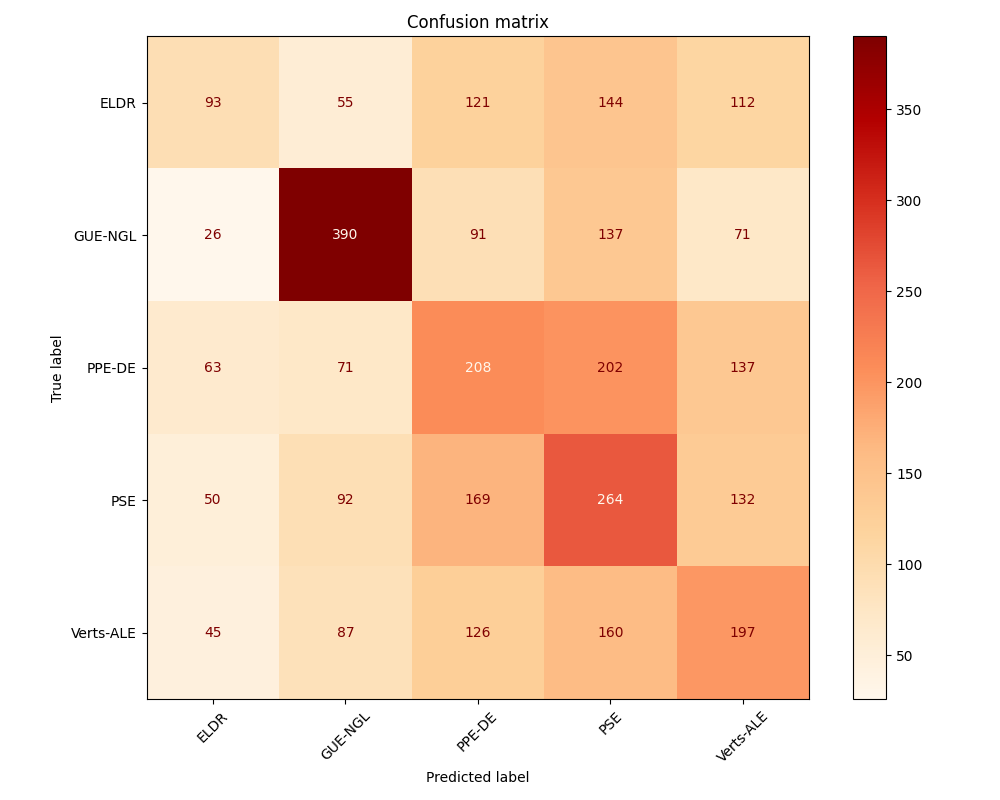 Confusion matrix
ELDR 93 55 121 144 112
GUE-NGL 26 390 91 137 71
PPE-DE 63 71 208 202 137
PSE 50 92 169 264 132
Verts-ALE 45 87 126 160 197
ELDR GUE-NGL PPE-DE PSE Verts-ALE
Predicted label
True label
350
300
250
200
150
100
50